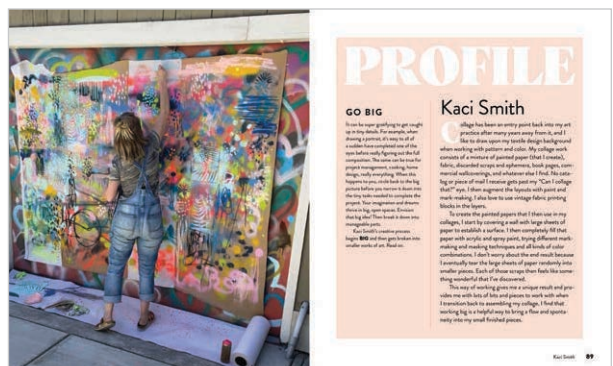 PROFILE
GO BIG
It can be super gratifying to get caught
up in tiny details. For example, when
drawing a portrait, it's easy to all of
a sudden have completed one of the
eyes before really figuring out the full
composition. The same can be true for
project management, cooking, home
design, really everything. When this
happens to you, circle back to the big
picture before you narrow it down into
the tiny tasks needed to complete the
project. Your imagination and dreams
thrive in big, open spaces. Envision
that big idea! Then break it down into
manageable parts.
Kaci Smith's creative process
begins BIG and then gets broken into
smaller works of art. Read on.
Kaci Smith
Collage has been an entry point back into my art
practice after many years away from it, and I
like to draw upon my textile design background
when working with pattern and color. My collage work
consists of a mixture of painted paper (that I create),
fabric, discarded scraps and ephemera, book pages, com-
mercial wallcoverings, and whatever else I find. No cata-
log or piece of mail I receive gets past my "Can I collage
that?" eye. I then augment the layouts with paint and
mark-making. I also love to use vintage fabric printing
blocks in the layers.
To create the painted papers that I then use in my
collages, I start by covering a wall with large sheets of
paper to establish a surface. I then completely fill that
paper with acrylic and spray paint, trying different mark-
making and masking techniques and all kinds of color
combinations. I don't worry about the end result because
I eventually tear the large sheets of paper randomly into
smaller pieces. Each of those scraps then feels like some-
thing wonderful that I've discovered.
This way of working gives me a unique result and pro-
vides me with lots of bits and pieces to work with when
I transition back to assembling my collage. I find that
working big is a helpful way to bring a flow and sponta-
neity into my small finished pieces.
Kaci Smith 89